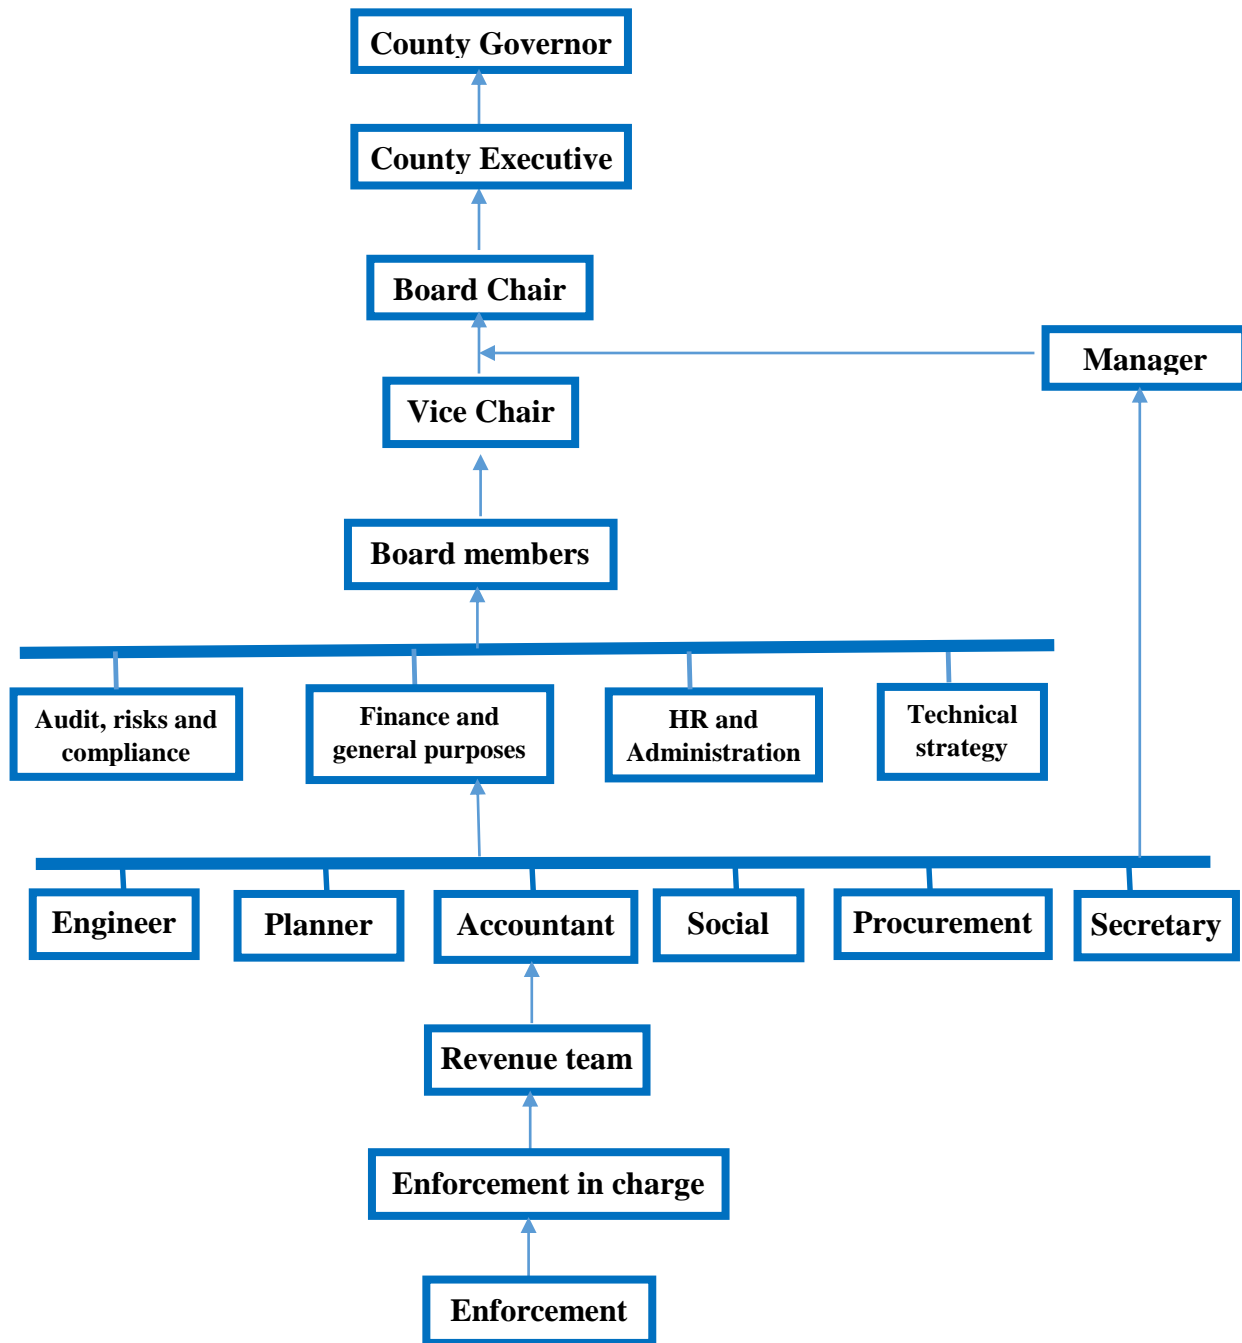 County Governor
County Executive
Board Chair
Manager
Vice Chair
Board members
Audit, risks and
compliance
Finance and
general purposes
HR and
Administration
Technical
strategy
Engineer
Planner
Accountant
Social
Procurement
Secretary
Revenue team
Enforcement in charge
Enforcement